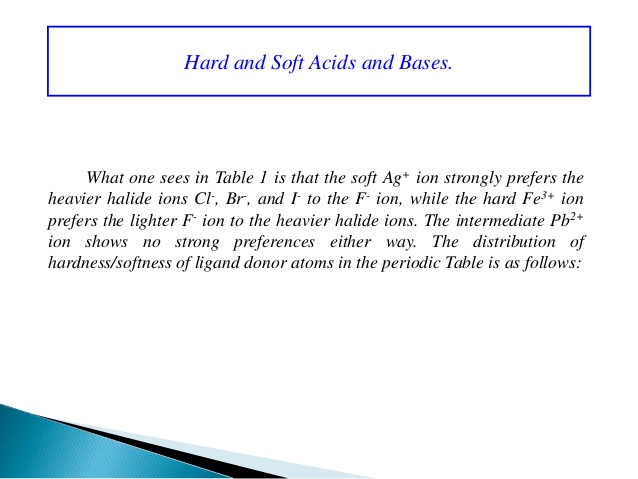 Hard and Soft Acids and Bases.
What one sees in Table 1 is that the soft Ag⁺ ion strongly prefers the
heavier halide ions Cl⁻, Br⁻, and I⁻ to the F⁻ ion, while the hard Fe³⁺ ion
prefers the lighter F⁻ ion to the heavier halide ions. The intermediate Pb²⁺
ion shows no strong preferences either way. The distribution of
hardness/softness of ligand donor atoms in the periodic Table is as follows: